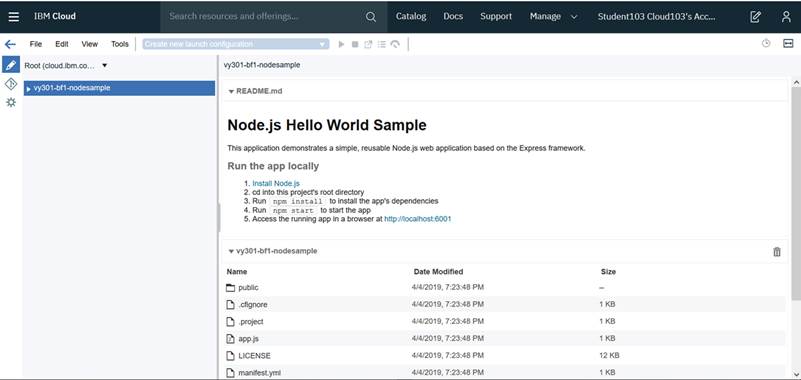 IBM Cloud Search resources and offerings... Catalog Docs Support Manage Student103 Cloud103's Acc...
File Edit View Tools Create new launch configuration
Root (cloud.ibm.co... vy301-bf1-nodesample
vy301-bf1-nodesample
README.md
Node.js Hello World Sample
This application demonstrates a simple, reusable Node.js web application based on the Express framework.
Run the app locally
1. Install Node.js
2. cd into this project's root directory
3. Run npm install to install the app's dependencies
4. Run npm start to start the app
5. Access the running app in a browser at http://localhost:6001
vy301-bf1-nodesample
Name Date Modified Size
public 4/4/2019, 7:23:48 PM –
.cfignore 4/4/2019, 7:23:48 PM 1 KB
.project 4/4/2019, 7:23:48 PM 1 KB
app.js 4/4/2019, 7:23:48 PM 1 KB
LICENSE 4/4/2019, 7:23:48 PM 12 KB
manifest.yml 4/4/2019, 7:23:48 PM 1 KB